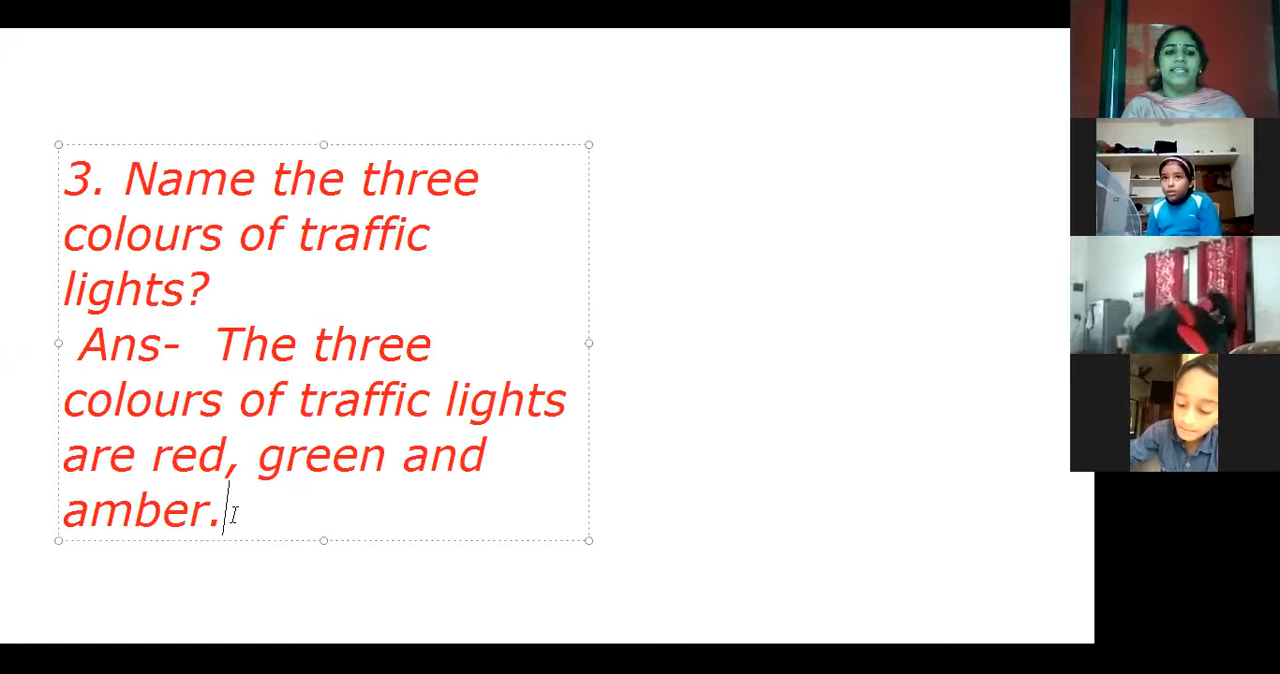 3. Name the three
colours of traffic
lights?
Ans- The three
colours of traffic lights
are red, green and
amber.